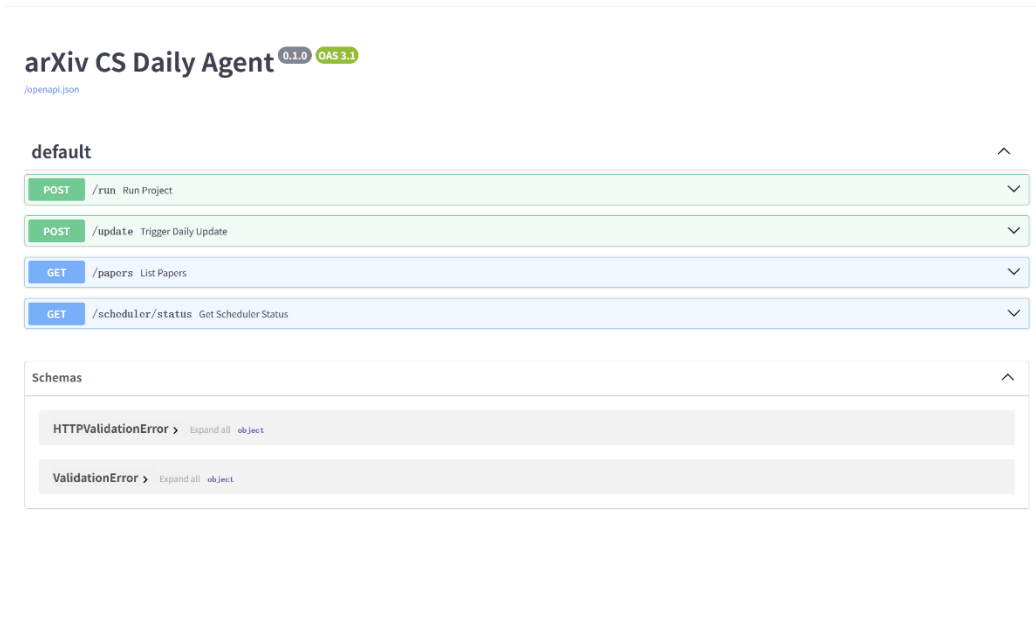 arXiv CS Daily Agent 0.1.0 OAS 3.1
/openapi.json
default
POST /run Run Project
POST /update Trigger Daily Update
GET /papers List Papers
GET /scheduler/status Get Scheduler Status
Schemas
HTTPValidationError Expand all object
ValidationError Expand all object